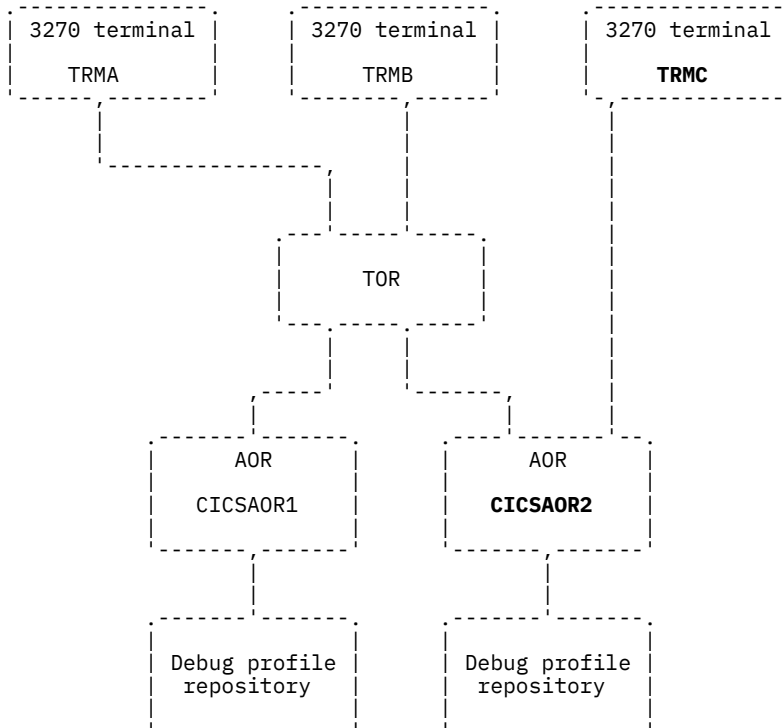 3270 terminal 3270 terminal 3270 terminal
TRMA TRMB TRMC
TOR
AOR AOR
CICSAOR1 CICSAOR2
Debug profile Debug profile
repository repository